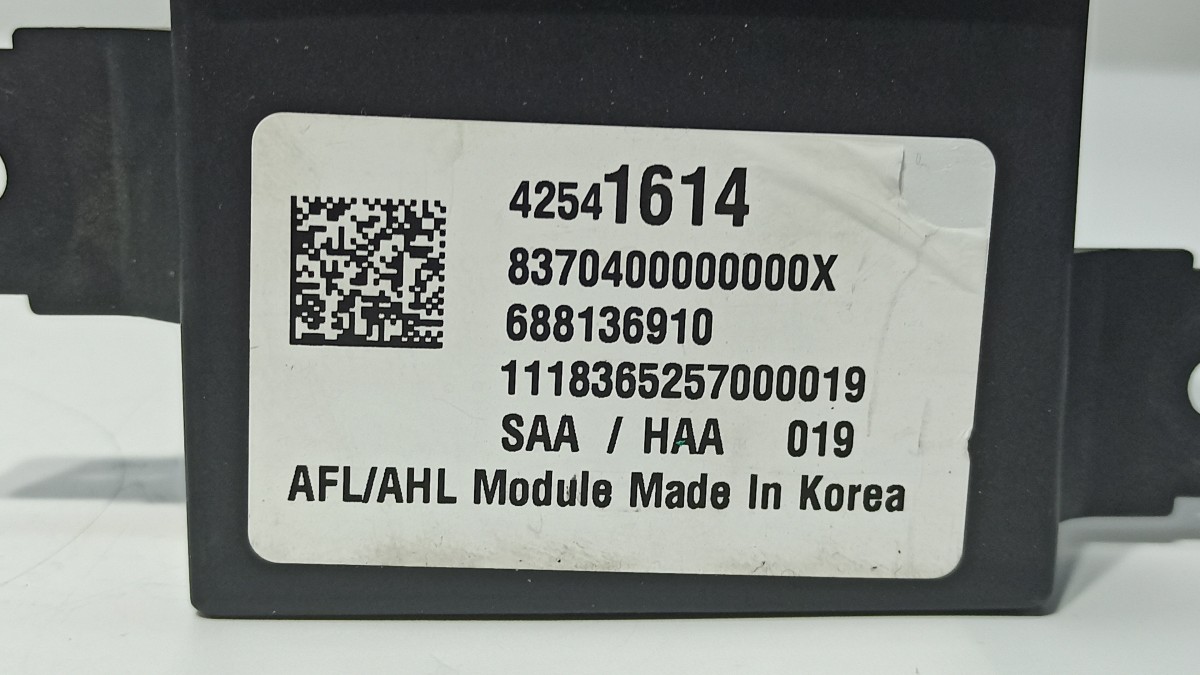 42541614
8370400000000X
688136910
1118365257000019
SAA / HAA 019
AFL/AHL Module Made In Korea